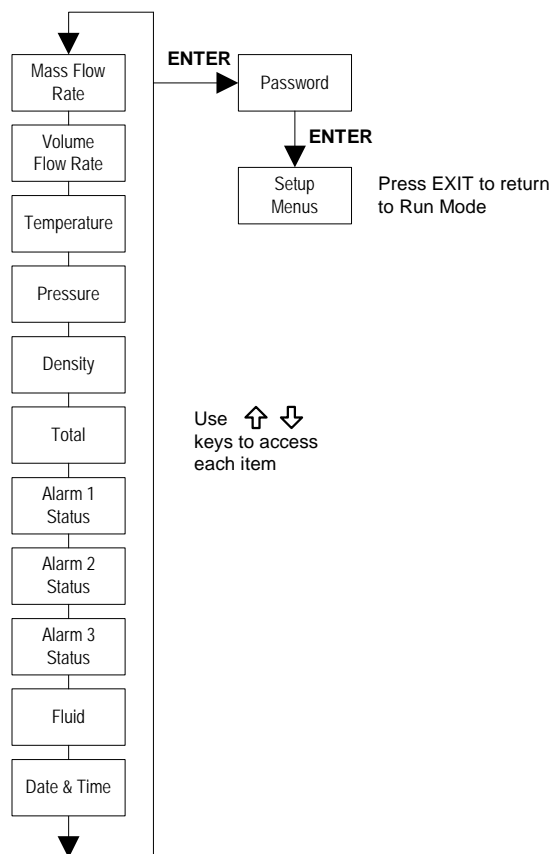 Mass Flow
Rate
Volume
Flow Rate
Temperature
Pressure
Density
Total
Alarm 1
Status
Alarm 2
Status
Alarm 3
Status
Fluid
Date & Time
ENTER
Password
ENTER
Setup
Menus
Press EXIT to return
to Run Mode
Use ⇧ ⇩
keys to access
each item